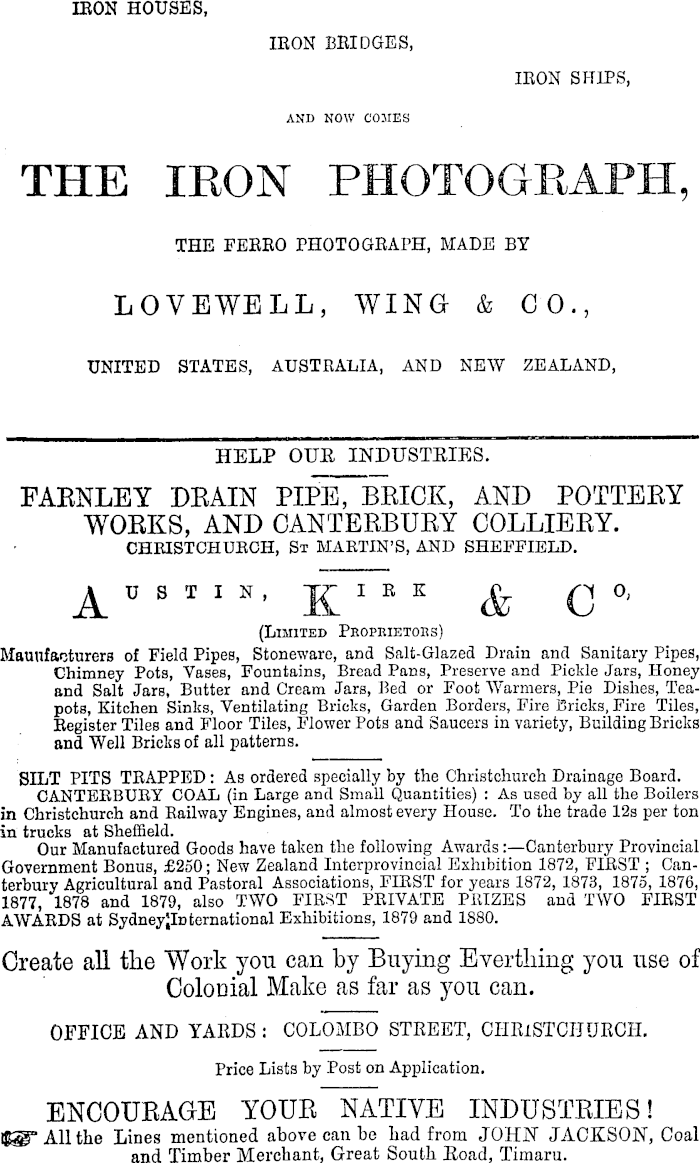 IRON HOUSES,
IRON BRIDGES,
IRON SHIPS,
AND NOW COMES
THE IRON PHOTOGRAPH,
THE FERRO PHOTOGRAPH, MADE BY
LOVEWELL, WING & CO.,
UNITED STATES, AUSTRALIA, AND NEW ZEALAND,
HELP OUR INDUSTRIES.
FARNLEY DRAIN PIPE, BRICK, AND POTTERY
WORKS, AND CANTERBURY COLLIERY.
CHRISTCHURCH, ST MARTIN'S, AND SHEFFIELD.
AUSTIN, KIRK & CO,
(LIMITED PROPRIETORS)
Manufacturers of Field Pipes, Stoneware, and Salt-Glazed Drain and Sanitary Pipes,
Chimney Pots, Vases, Fountains, Bread Pans, Preserve and Pickle Jars, Honey
and Salt Jars, Butter and Cream Jars, Bed or Foot Warmers, Pie Dishes, Tea-
pots, Kitchen Sinks, Ventilating Bricks, Garden Borders, Fire Bricks, Fire Tiles,
Register Tiles and Floor Tiles, Flower Pots and Saucers in variety, Building Bricks
and Well Bricks of all patterns.
SILT PITS TRAPPED: As ordered specially by the Christchurch Drainage Board.
CANTERBURY COAL (in Large and Small Quantities) : As used by all the Boilers
in Christchurch and Railway Engines, and almost every House. To the trade 12s per ton
in trucks at Sheffield.
Our Manufactured Goods have taken the following Awards:—Canterbury Provincial
Government Bonus, £250; New Zealand Interprovincial Exhibition 1872, FIRST; Can-
terbury Agricultural and Pastoral Associations, FIRST for years 1872, 1873, 1875, 1876,
1877, 1878 and 1879, also TWO FIRST PRIVATE PRIZES and TWO FIRST
AWARDS at Sydney International Exhibitions, 1879 and 1880.
Create all the Work you can by Buying Everthing you use of
Colonial Make as far as you can.
OFFICE AND YARDS: COLOMBO STREET, CHRISTCHURCH.
Price Lists by Post on Application.
ENCOURAGE YOUR NATIVE INDUSTRIES!
☞ All the Lines mentioned above can be had from JOHN JACKSON, Coal
and Timber Merchant, Great South Road, Timaru.